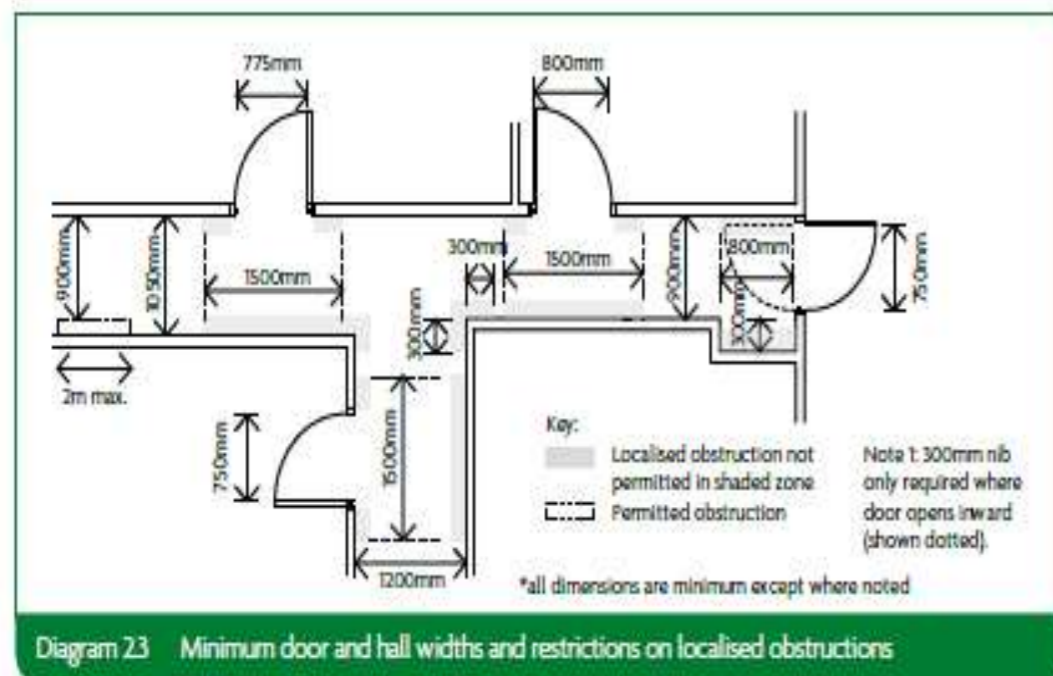 775mm
800mm
900mm
1050mm
1500mm
300mm
1500mm
900mm
800mm
750mm
300mm
300mm
2m max.
750mm
1500mm
1200mm
Key:
Localised obstruction not
permitted in shaded zone
Permitted obstruction
Note 1: 300mm nib
only required where
door opens inward
(shown dotted).
*all dimensions are minimum except where noted
Diagram 2.3 Minimum door and hall widths and restrictions on localised obstructions